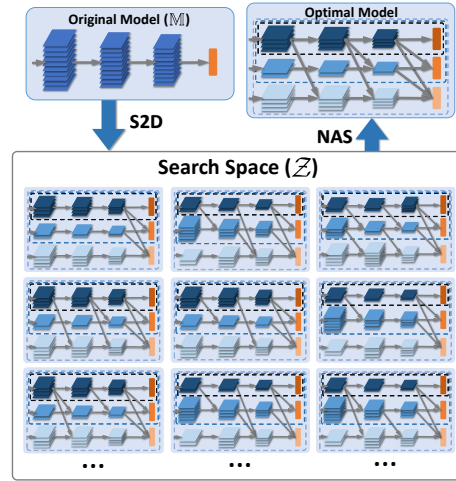 Original Model (𝕄)
Optimal Model
S2D
NAS
Search Space (𝒵)
... ... ...